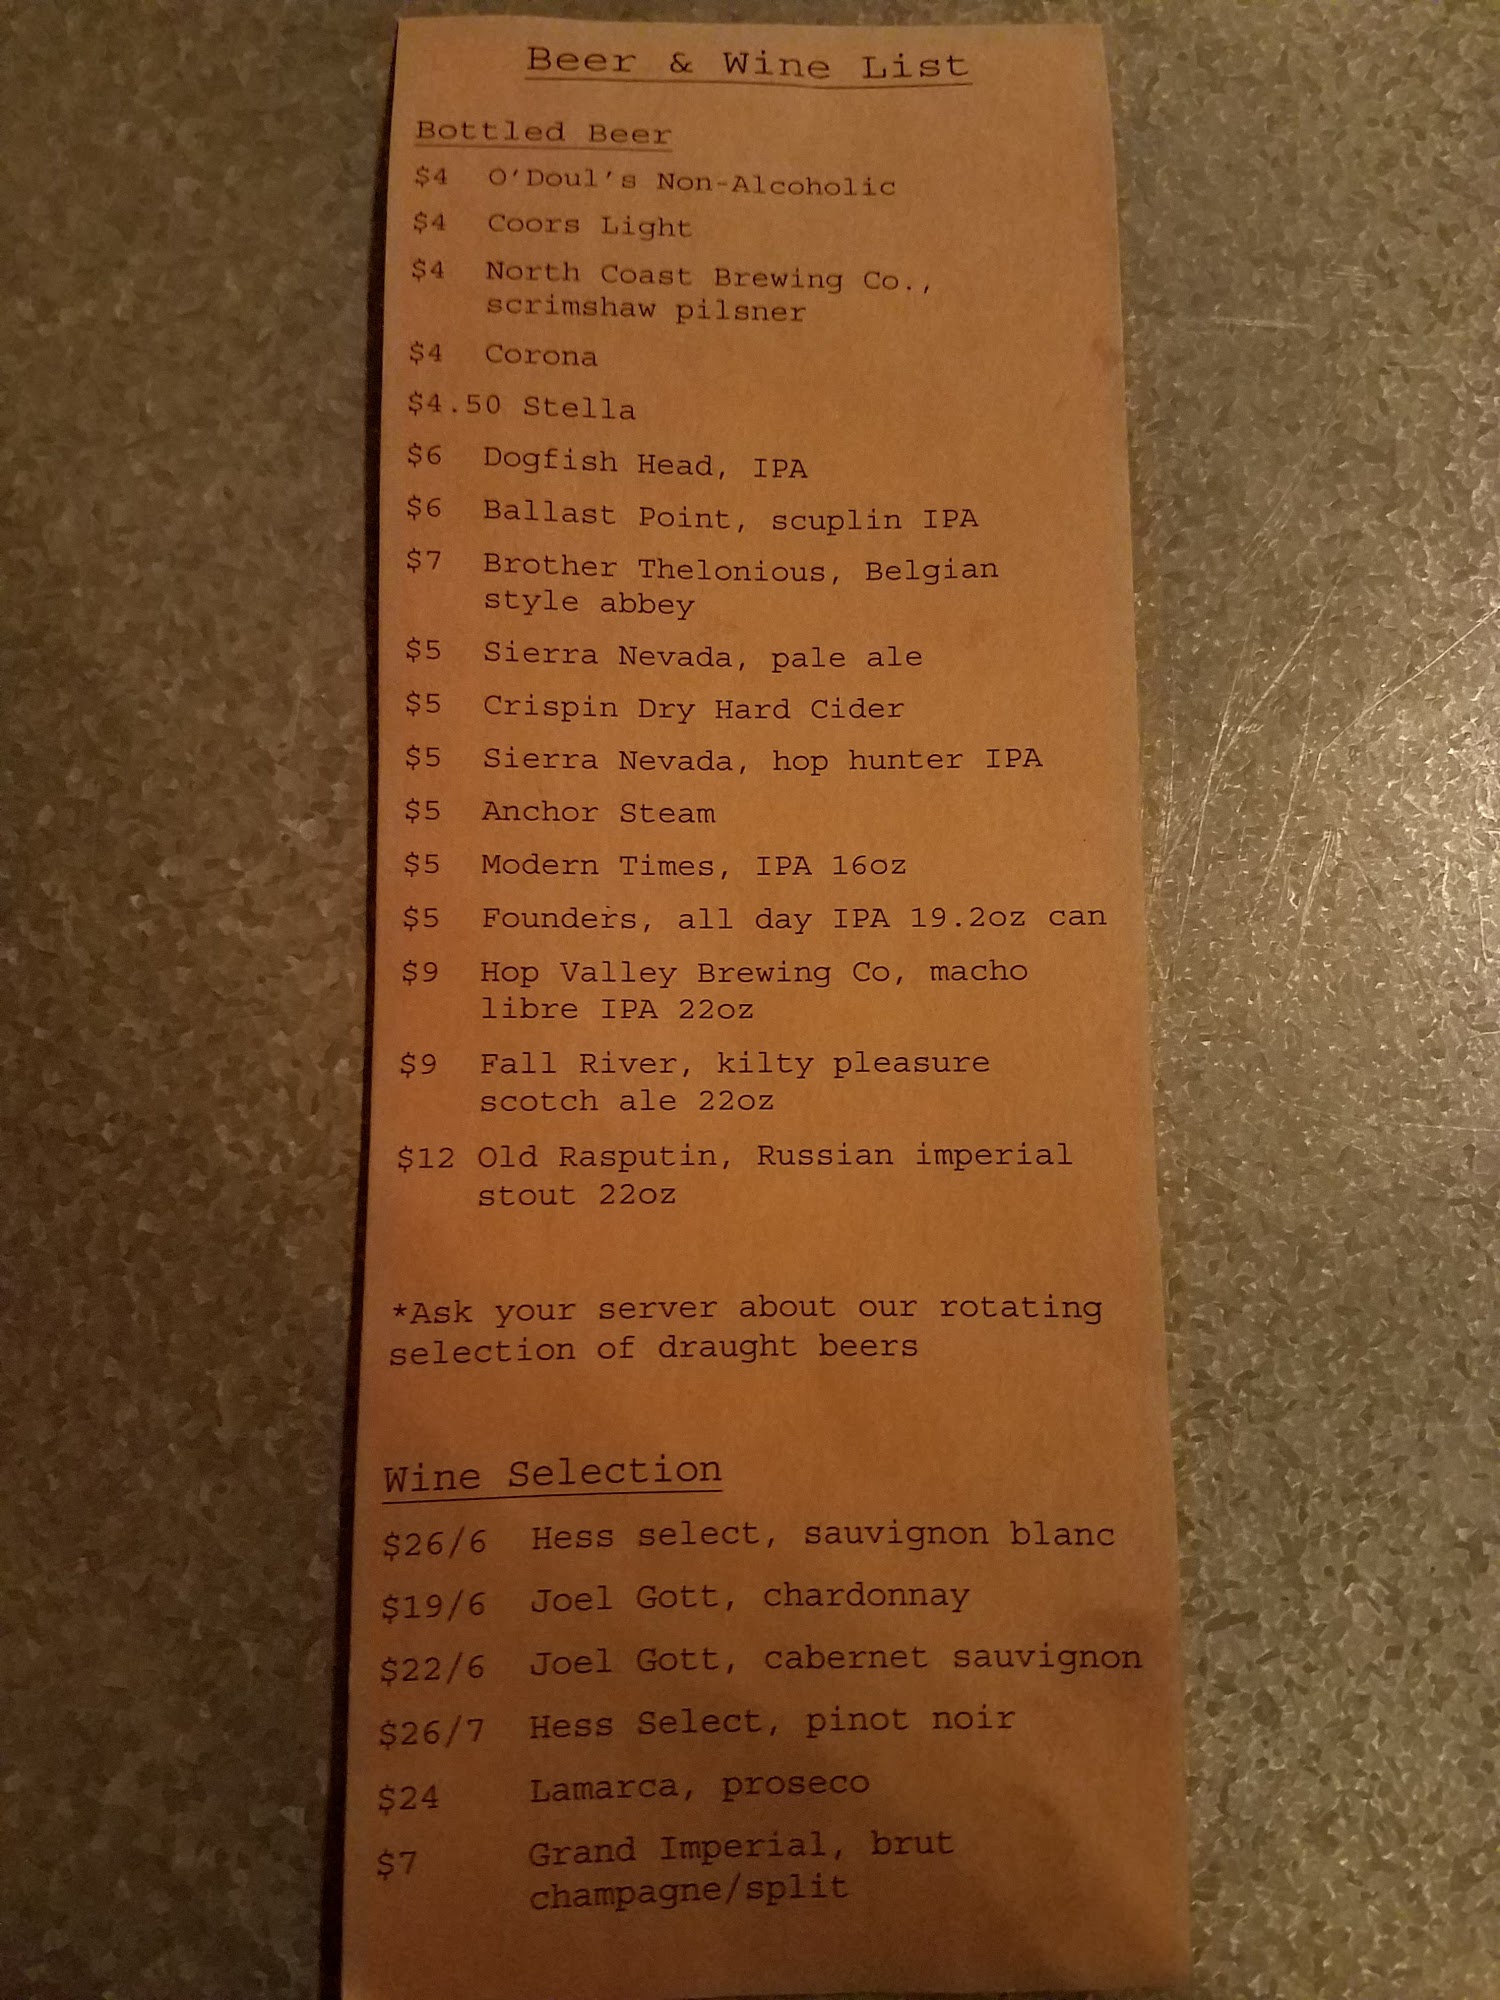 Beer & Wine List
Bottled Beer
$4 O'Doul's Non-Alcoholic
$4 Coors Light
$4 North Coast Brewing Co.,
scrimshaw pilsner
$4 Corona
$4.50 Stella
$6 Dogfish Head, IPA
$6 Ballast Point, scuplin IPA
$7 Brother Thelonious, Belgian
style abbey
$5 Sierra Nevada, pale ale
$5 Crispin Dry Hard Cider
$5 Sierra Nevada, hop hunter IPA
$5 Anchor Steam
$5 Modern Times, IPA 16oz
$5 Founders, all day IPA 19.2oz can
$9 Hop Valley Brewing Co, macho
libre IPA 22oz
$9 Fall River, kilty pleasure
scotch ale 22oz
$12 Old Rasputin, Russian imperial
stout 22oz
*Ask your server about our rotating
selection of draught beers
Wine Selection
$26/6 Hess select, sauvignon blanc
$19/6 Joel Gott, chardonnay
$22/6 Joel Gott, cabernet sauvignon
$26/7 Hess Select, pinot noir
$24 Lamarca, proseco
$7 Grand Imperial, brut
champagne/split